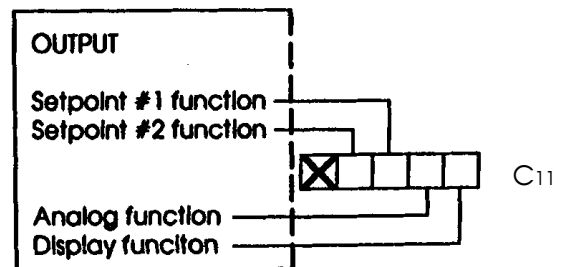 OUTPUT
Setpoint #1 function
Setpoint #2 function
C11
Analog function
Display funciton